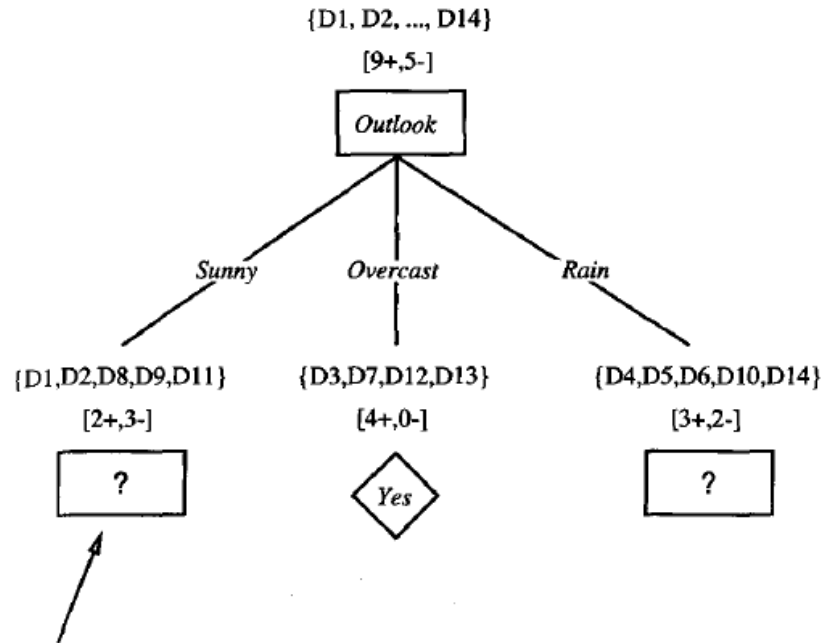 {D1, D2, ..., D14}
[9+,5-]
Outlook
Sunny Overcast Rain
{D1,D2,D8,D9,D11} {D3,D7,D12,D13} {D4,D5,D6,D10,D14}
[2+,3-] [4+,0-] [3+,2-]
? Yes ?